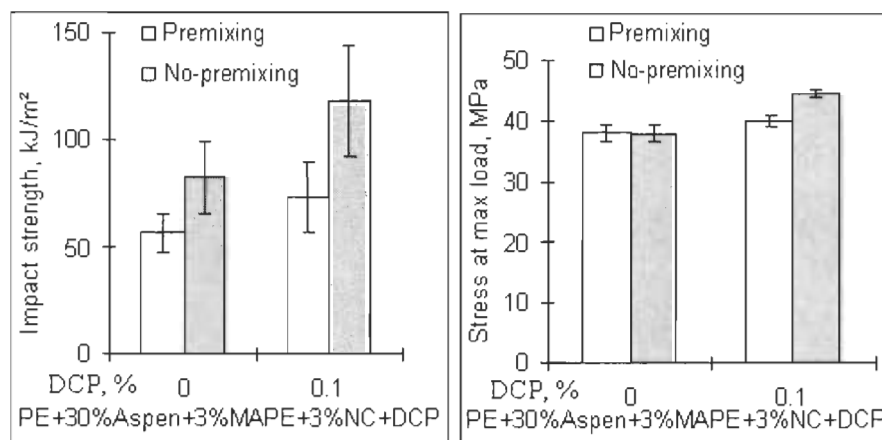 150
Premixing
No-premixing
100
50
0
Impact strength, kJ/m²
DCP, %
0
0.1
PE+30%Aspen+3%MAPE+3%NC+DCP
Premixing
No-premixing
50
40
30
20
10
0
Stress at max load, MPa
DCP, %
0
0.1
PE+30%Aspen+3%MAPE+3%NC+DCP